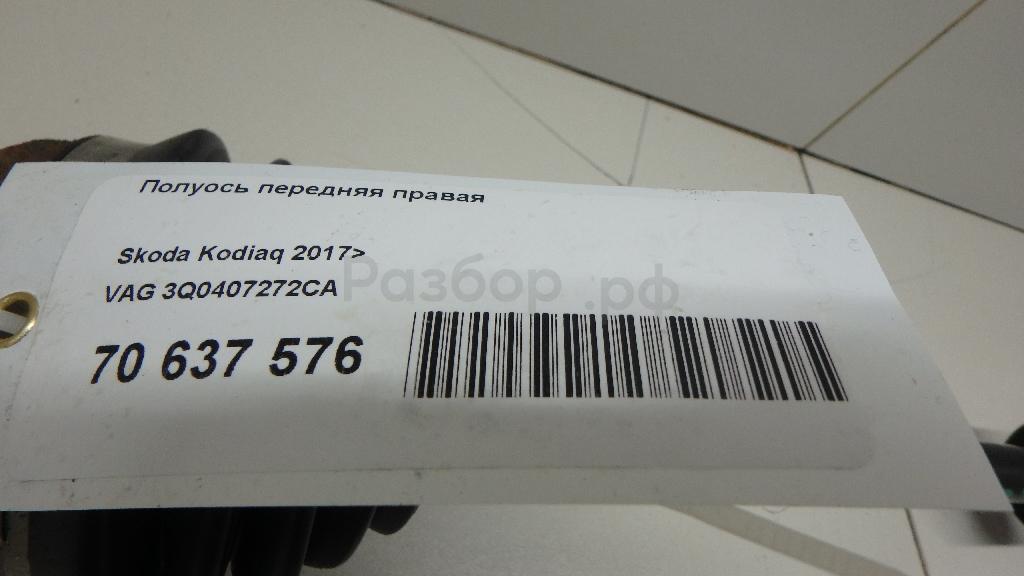 Полуось передняя правая
Skoda Kodiaq 2017>
VAG 3Q0407272CA
Разбор.рф
70 637 576